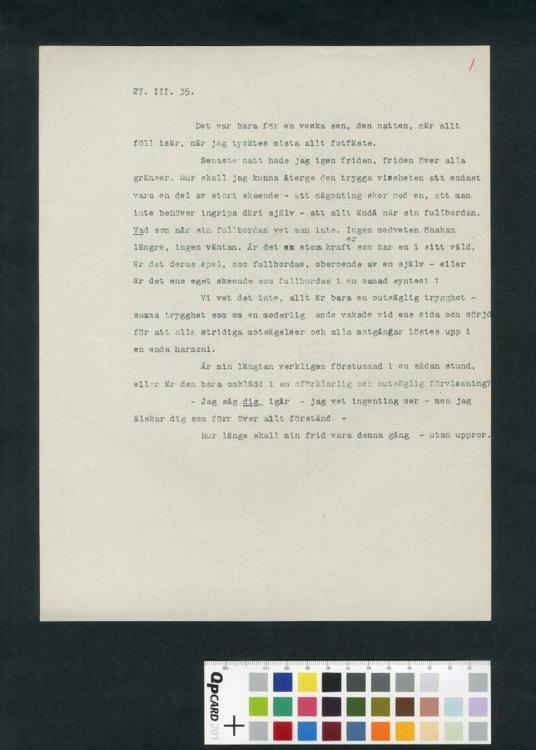 1
27. III. 35.
Det var bara för en vecka sen, den natten, när allt
föll isär, när jag tycktes mista allt fotfäste.
Senaste natt hade jag igen friden, friden över alla
gränser. Hur skall jag kunna återge den trygga vissheten att endast
vara en del av stort skeende - att någonting sker med en, att man
inte behöver ingripa däri själv - att allt ändå når sin fullbordan.
Vad som når sin fullbordan vet man inte. Ingen medveten önskan
längre, ingen väntan. Är det stora krafter som har en i sitt våld,
är det deras spel, som fullbordas, oberoende av en själv - eller
är det ens eget skeende som fullbordas i en oanad syntes! ?
Vi vet det inte, allt är bara en outsäglig trygghet -
samma trygghet som om en moderlig ande vakade vid ens sida och sörjd
för att alla stridiga motsägelser och alla motgångar löstes upp i
en enda harmoni.
Är min längtan verkligen förstummad i en sådan stund,
eller är den bara omklädd i en oförklarlig och outsäglig förvissning?
- Jag såg dig igår - jag vet ingenting mer - men jag
älskar dig som förr över allt förstånd -
Hur länge skall min frid vara denna gång - utan uppror.
QPCARD 201